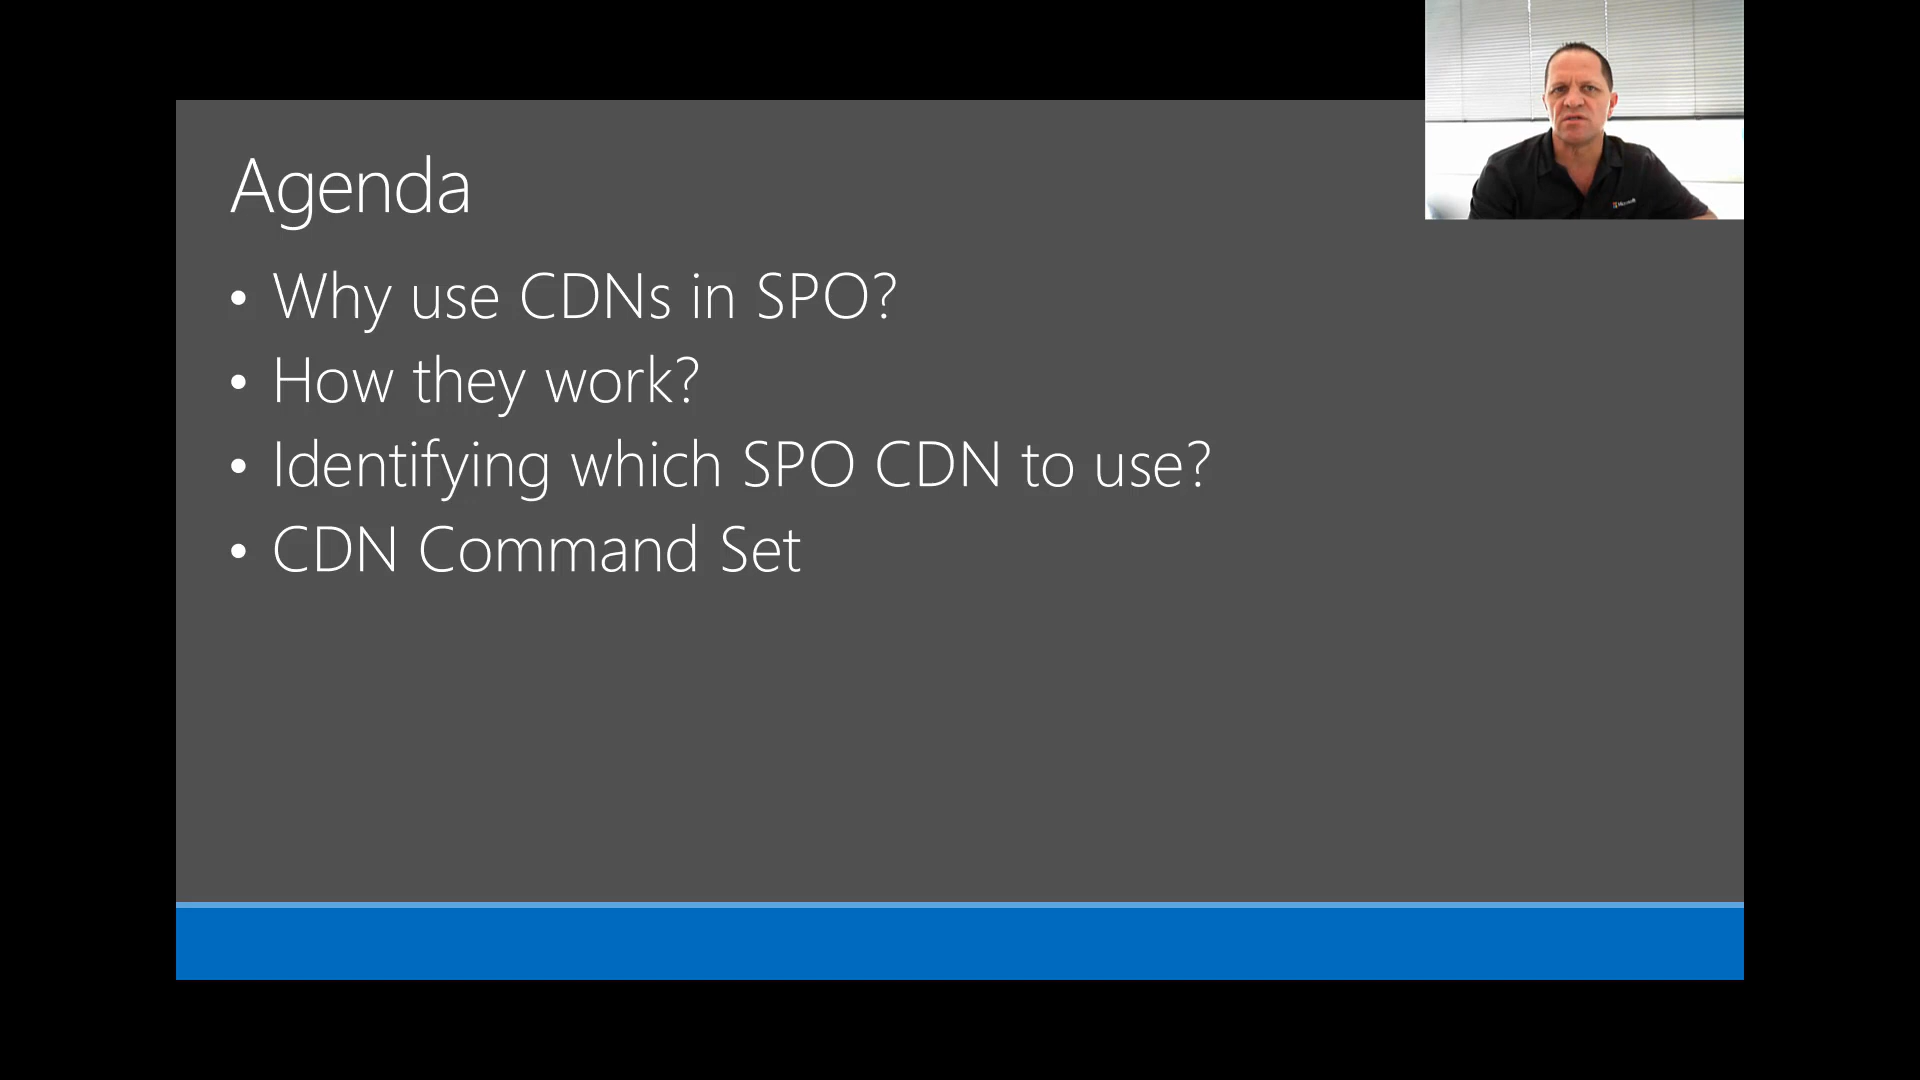 Agenda
• Why use CDNs in SPO?
• How they work?
• Identifying which SPO CDN to use?
• CDN Command Set